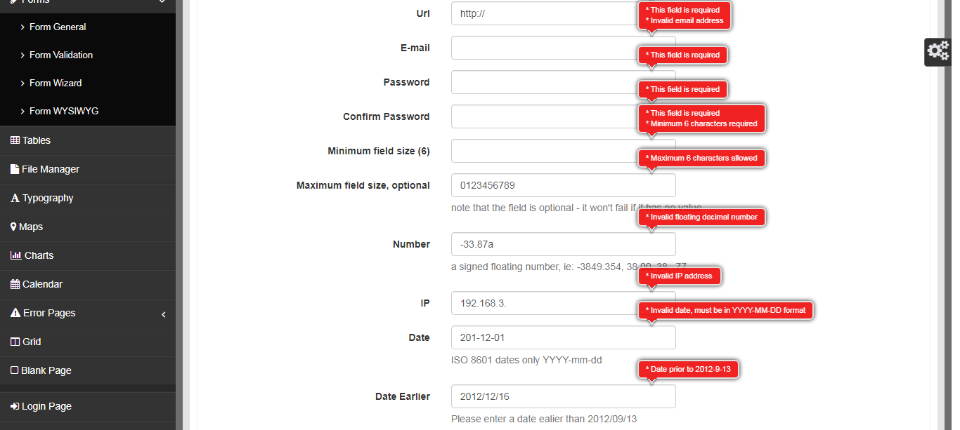 Forms
Form General
Form Validation
Form Wizard
Form WYSIWYG
Tables
File Manager
Typography
Maps
Charts
Calendar
Error Pages
Grid
Blank Page
Login Page
Url
http://
* This field is required
* Invalid email address
E-mail
* This field is required
Password
* This field is required
Confirm Password
* This field is required
* Minimum 6 characters required
Minimum field size (6)
* Maximum 6 characters allowed
Maximum field size, optional
0123456789
note that the field is optional - it won't fail if it has no value
* Invalid floating decimal number
Number
-33.87a
a signed floating number, ie: -3849.354, 38.00, 38, .77
* Invalid IP address
IP
192.168.3.
* Invalid date, must be in YYYY-MM-DD format
Date
201-12-01
ISO 8601 dates only YYYY-mm-dd
* Date prior to 2012-9-13
Date Earlier
2012/12/16
Please enter a date ealier than 2012/09/13